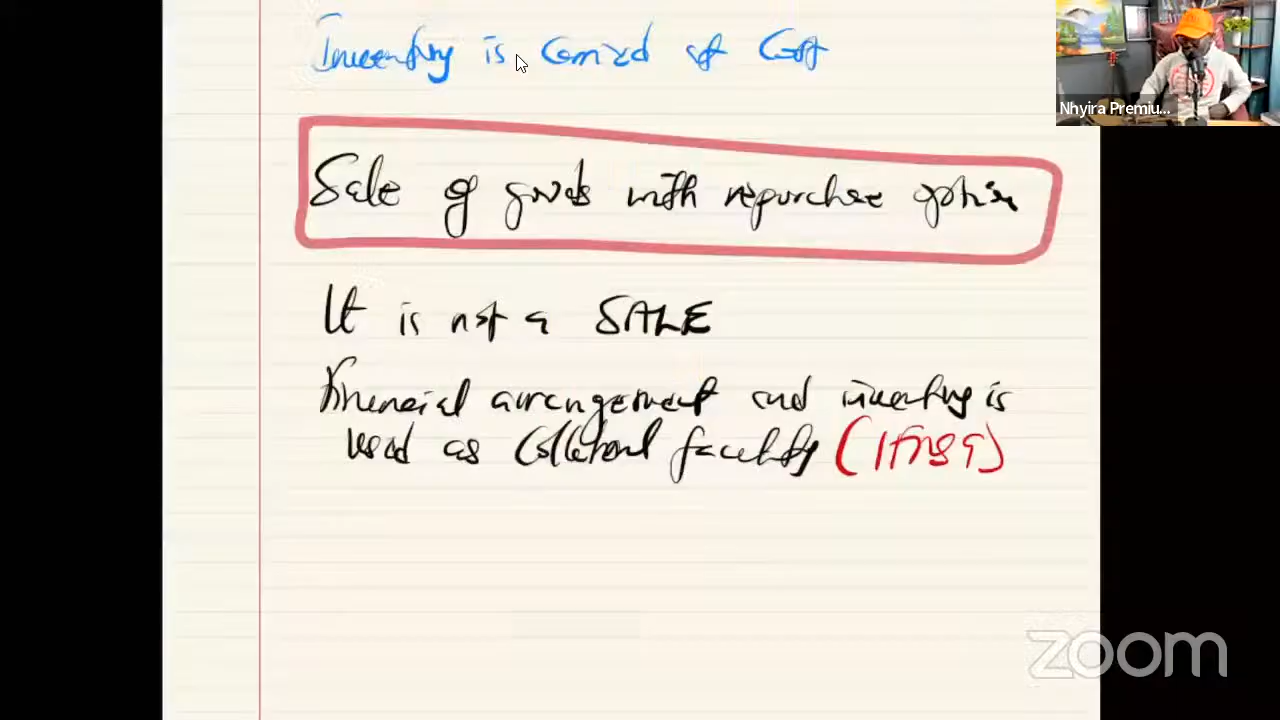 Inventory is carried at Cost
Nhyira Premiu...
Sale of goods with repurchase option
It is not a SALE
Financial arrangement and inventory is
used as Collateral facility (IFRS 9)
zoom